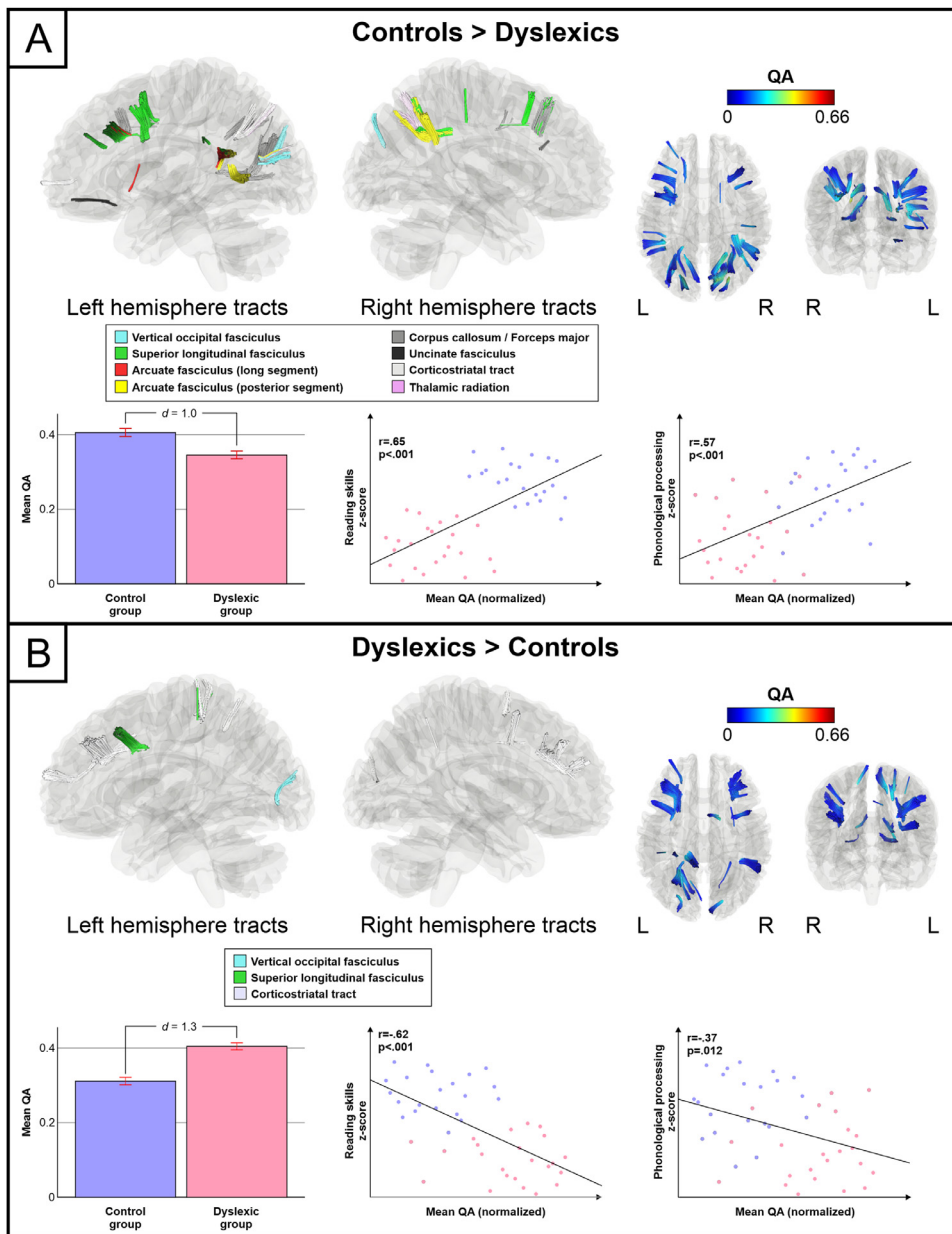 A
Controls > Dyslexics
QA
0 0.66
Left hemisphere tracts
Right hemisphere tracts
L R R L
Vertical occipital fasciculus
Superior longitudinal fasciculus
Arcuate fasciculus (long segment)
Arcuate fasciculus (posterior segment)
Corpus callosum / Forceps major
Uncinate fasciculus
Corticostriatal tract
Thalamic radiation
d = 1.0
Mean QA
0.4
0.2
0
Control
group
Dyslexic
group
r=.65
p<.001
Reading skills
z-score
Mean QA (normalized)
r=.57
p<.001
Phonological processing
z-score
Mean QA (normalized)
B
Dyslexics > Controls
QA
0 0.66
Left hemisphere tracts
Right hemisphere tracts
L R R L
Vertical occipital fasciculus
Superior longitudinal fasciculus
Corticostriatal tract
d = 1.3
Mean QA
0.4
0.2
0
Control
group
Dyslexic
group
r=-.62
p<.001
Reading skills
z-score
Mean QA (normalized)
r=-.37
p=.012
Phonological processing
z-score
Mean QA (normalized)